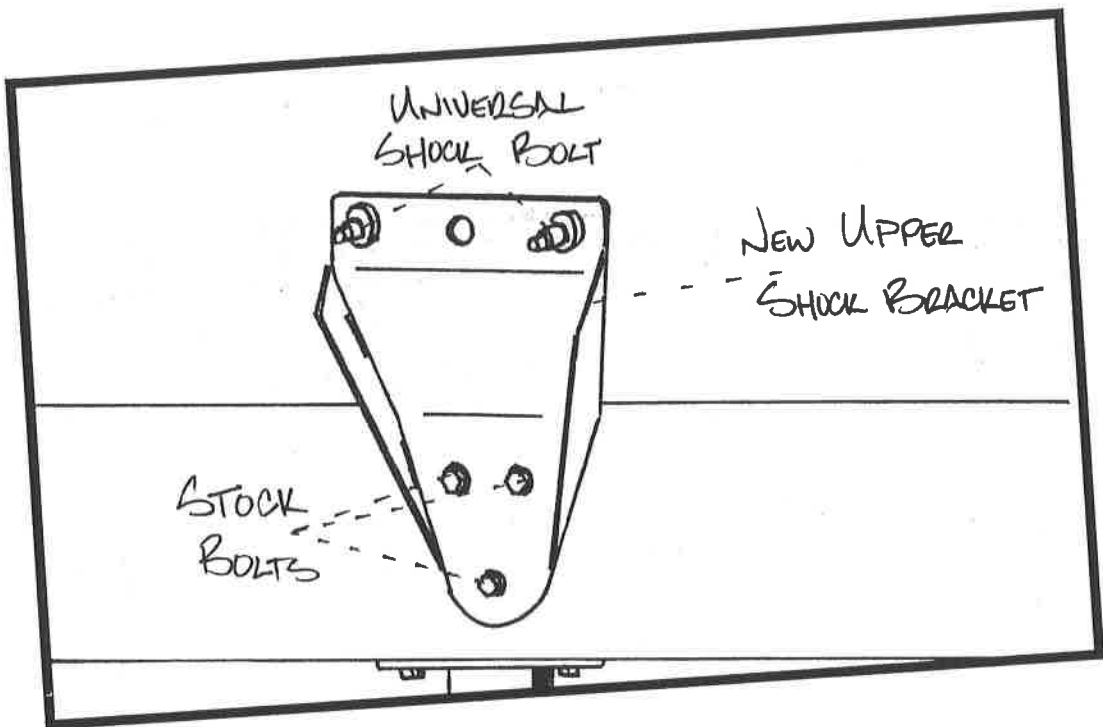 UNIVERSAL
SHOCK BOLT
NEW UPPER
SHOCK BRACKET
STOCK
BOLTS